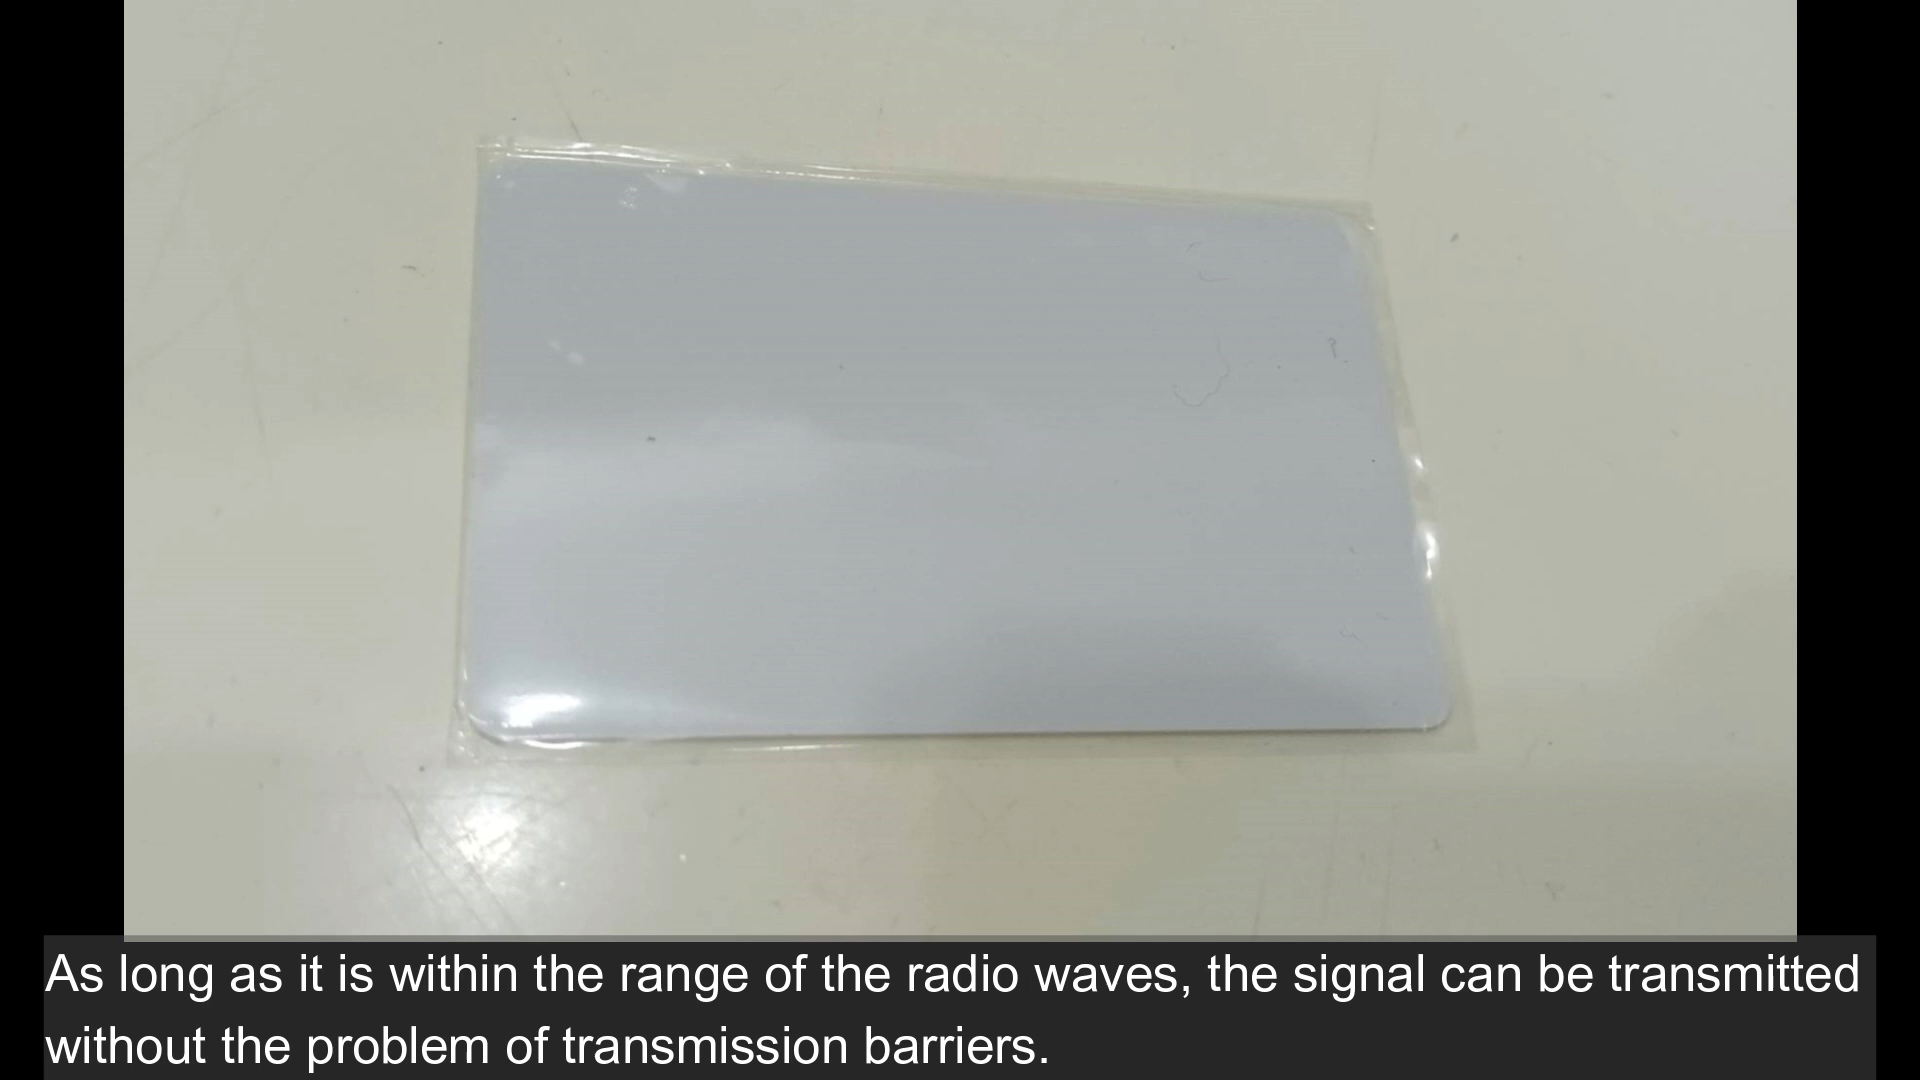 As long as it is within the range of the radio waves, the signal can be transmitted
without the problem of transmission barriers.